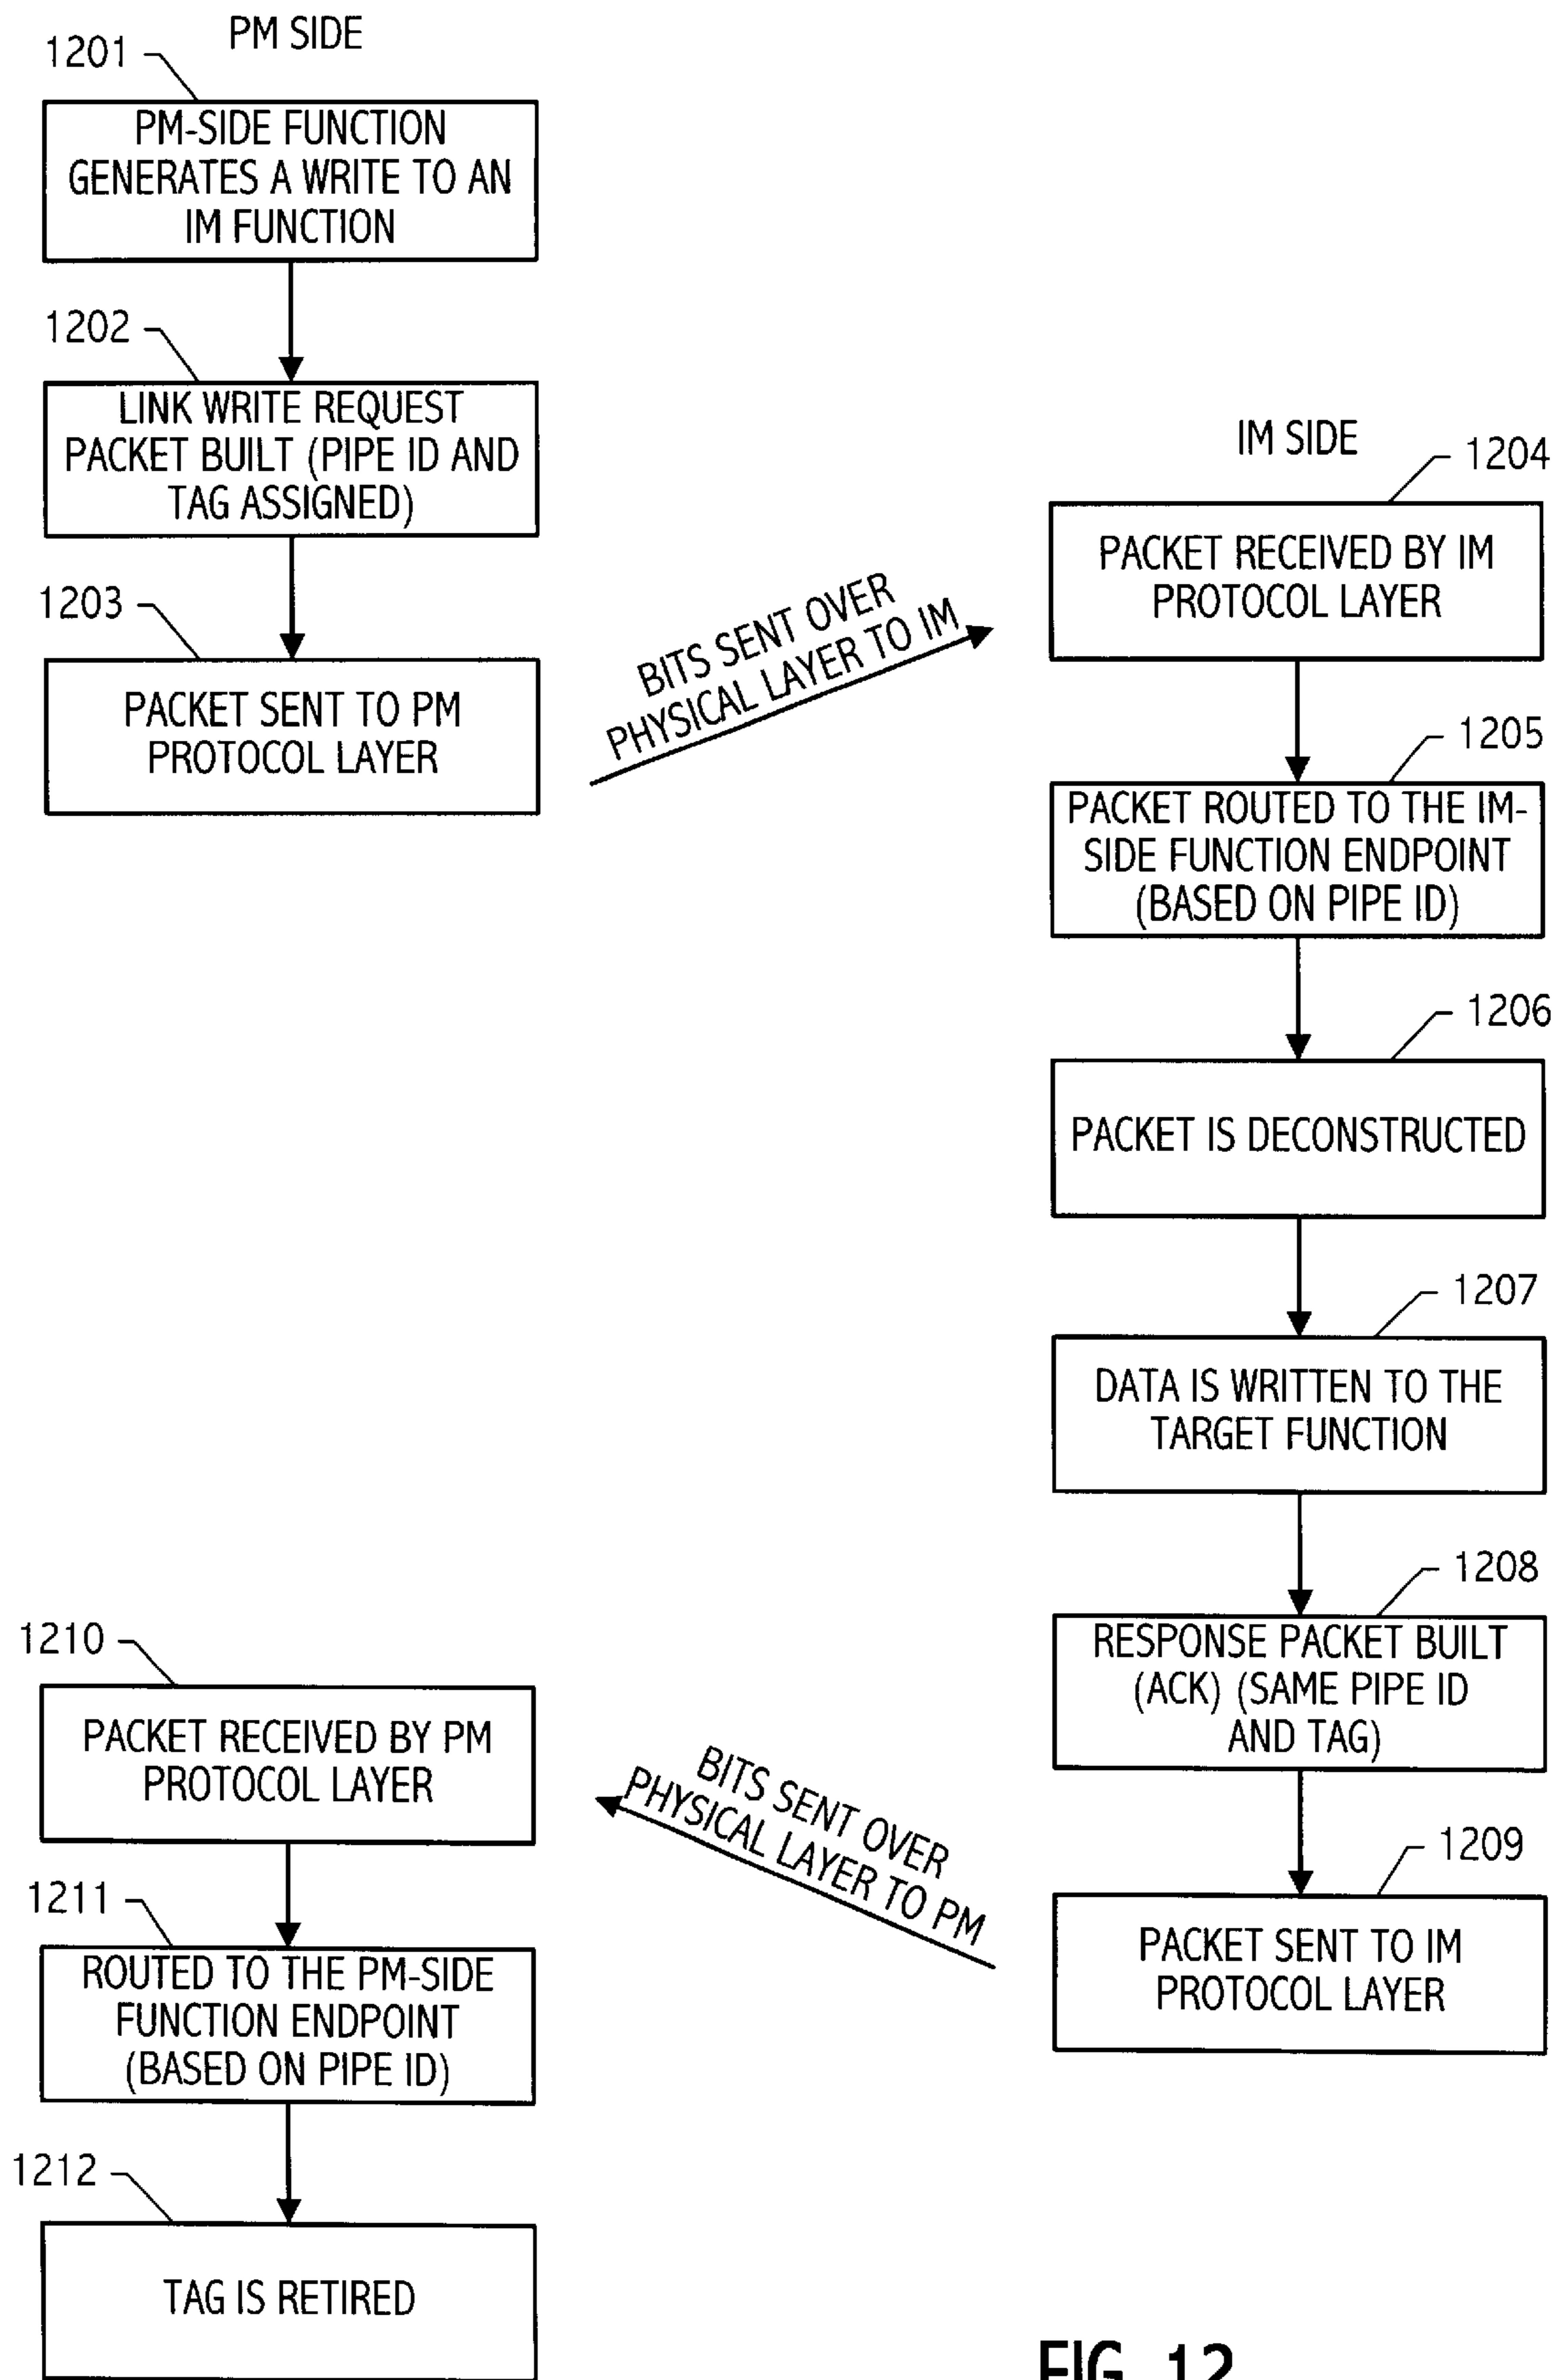 PM SIDE
1201
PM-SIDE FUNCTION
GENERATES A WRITE TO AN
IM FUNCTION
1202
LINK WRITE REQUEST
PACKET BUILT (PIPE ID AND
TAG ASSIGNED)
1203
PACKET SENT TO PM
PROTOCOL LAYER
BITS SENT OVER
PHYSICAL LAYER TO IM
IM SIDE
1204
PACKET RECEIVED BY IM
PROTOCOL LAYER
1205
PACKET ROUTED TO THE IM-
SIDE FUNCTION ENDPOINT
(BASED ON PIPE ID)
1206
PACKET IS DECONSTRUCTED
1207
DATA IS WRITTEN TO THE
TARGET FUNCTION
1208
RESPONSE PACKET BUILT
(ACK) (SAME PIPE ID
AND TAG)
1209
PACKET SENT TO IM
PROTOCOL LAYER
BITS SENT OVER
PHYSICAL LAYER TO PM
1210
PACKET RECEIVED BY PM
PROTOCOL LAYER
1211
ROUTED TO THE PM-SIDE
FUNCTION ENDPOINT
(BASED ON PIPE ID)
1212
TAG IS RETIRED
FIG. 12